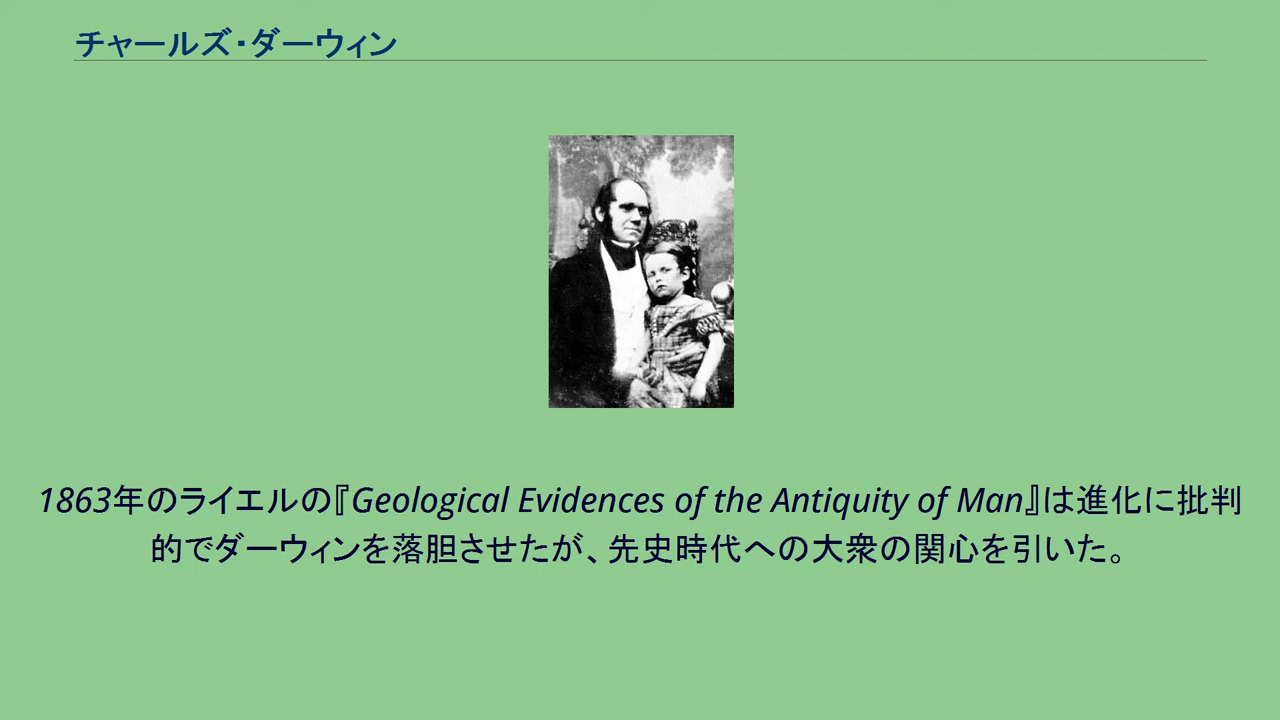 チャールズ・ダーウィン
1863年のライエルの『Geological Evidences of the Antiquity of Man』は進化に批判
的でダーウィンを落胆させたが、先史時代への大衆の関心を引いた。